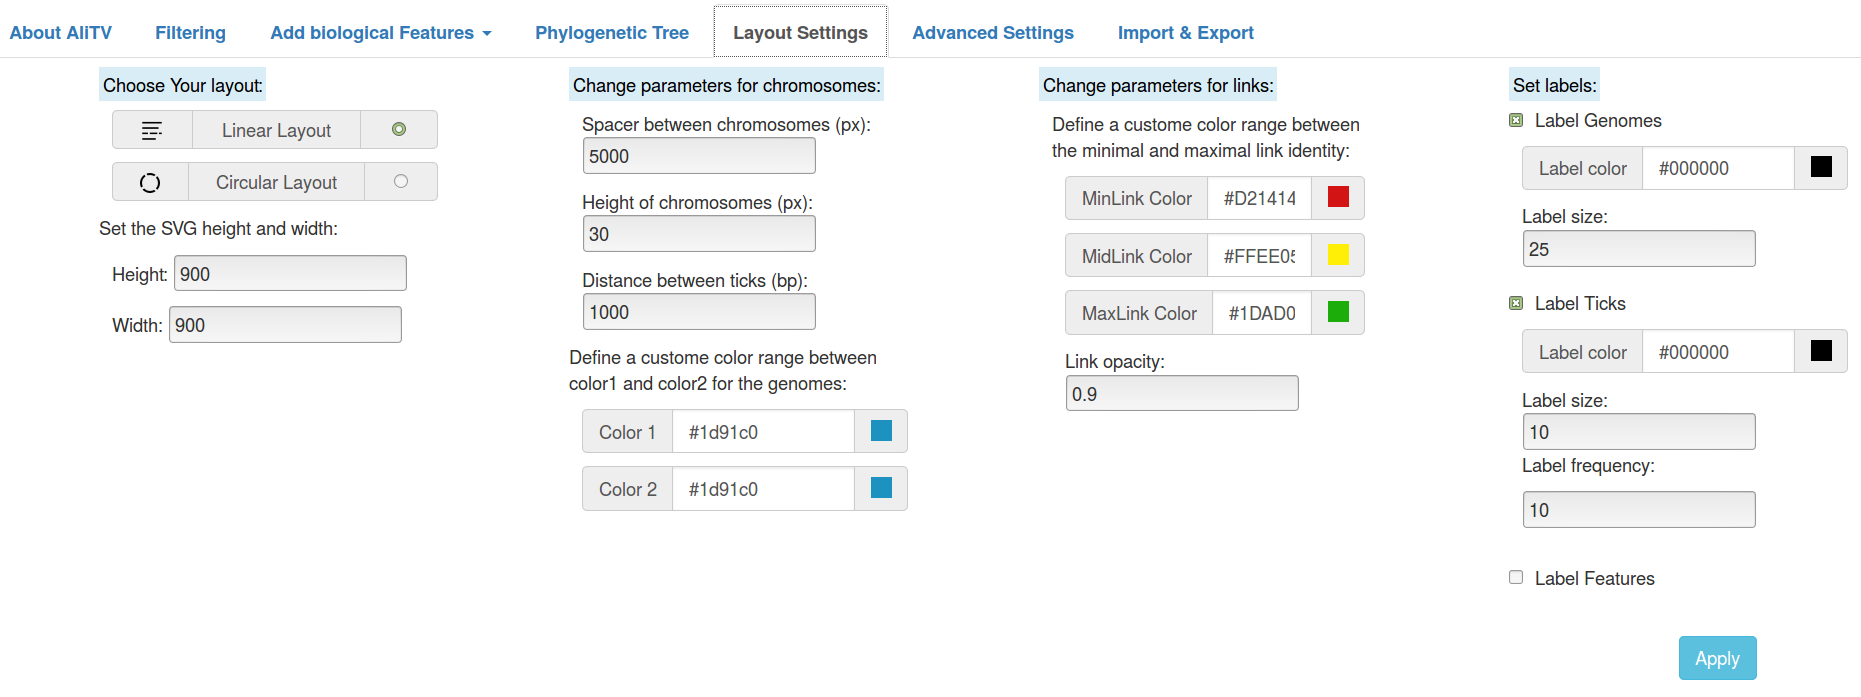 About AliTV Filtering Add biological Features Phylogenetic Tree Layout Settings Advanced Settings Import & Export
Choose Your layout:
Linear Layout
Circular Layout
Set the SVG height and width:
Height: 900
Width: 900
Change parameters for chromosomes:
Spacer between chromosomes (px):
5000
Height of chromosomes (px):
30
Distance between ticks (bp):
1000
Define a custome color range between
color1 and color2 for the genomes:
Color 1 #1d91c0
Color 2 #1d91c0
Change parameters for links:
Define a custome color range between
the minimal and maximal link identity:
MinLink Color #D21414
MidLink Color #FFEE05
MaxLink Color #1DAD0
Link opacity:
0.9
Set labels:
Label Genomes
Label color #000000
Label size:
25
Label Ticks
Label color #000000
Label size:
10
Label frequency:
10
Label Features
Apply